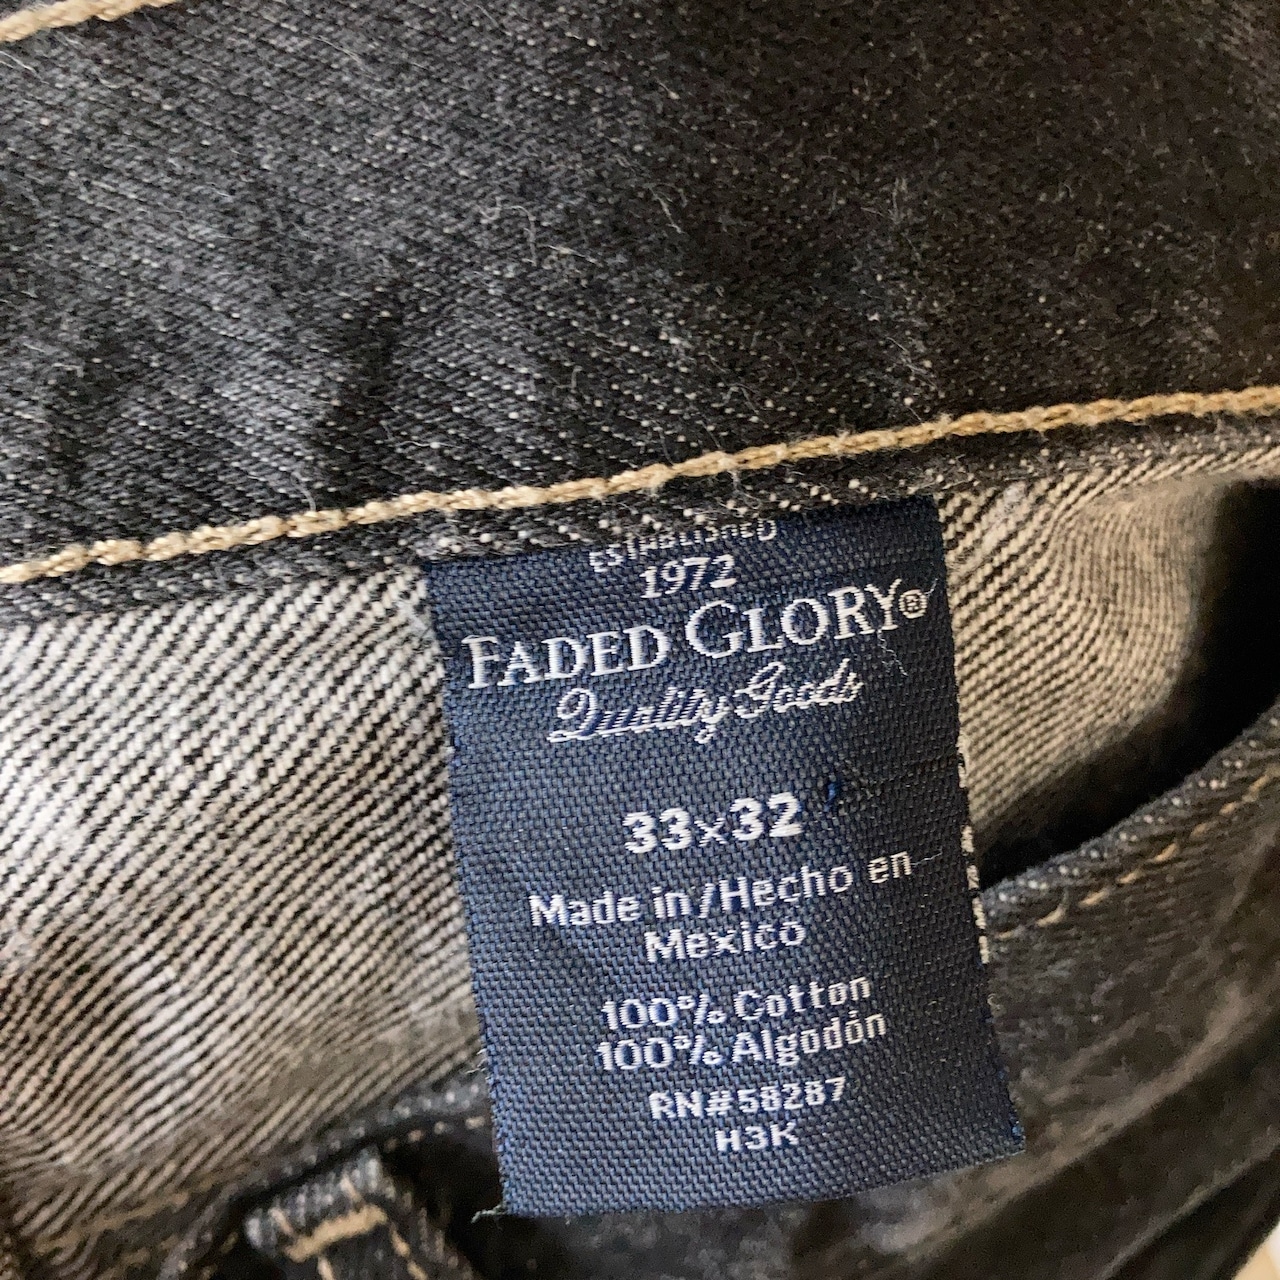 ESTABLISHED
1972
FADED GLORY®
Quality Goods
33x32
Made in/Hecho en
Mexico
100% Cotton
100% Algodón
RN#58287
H3K